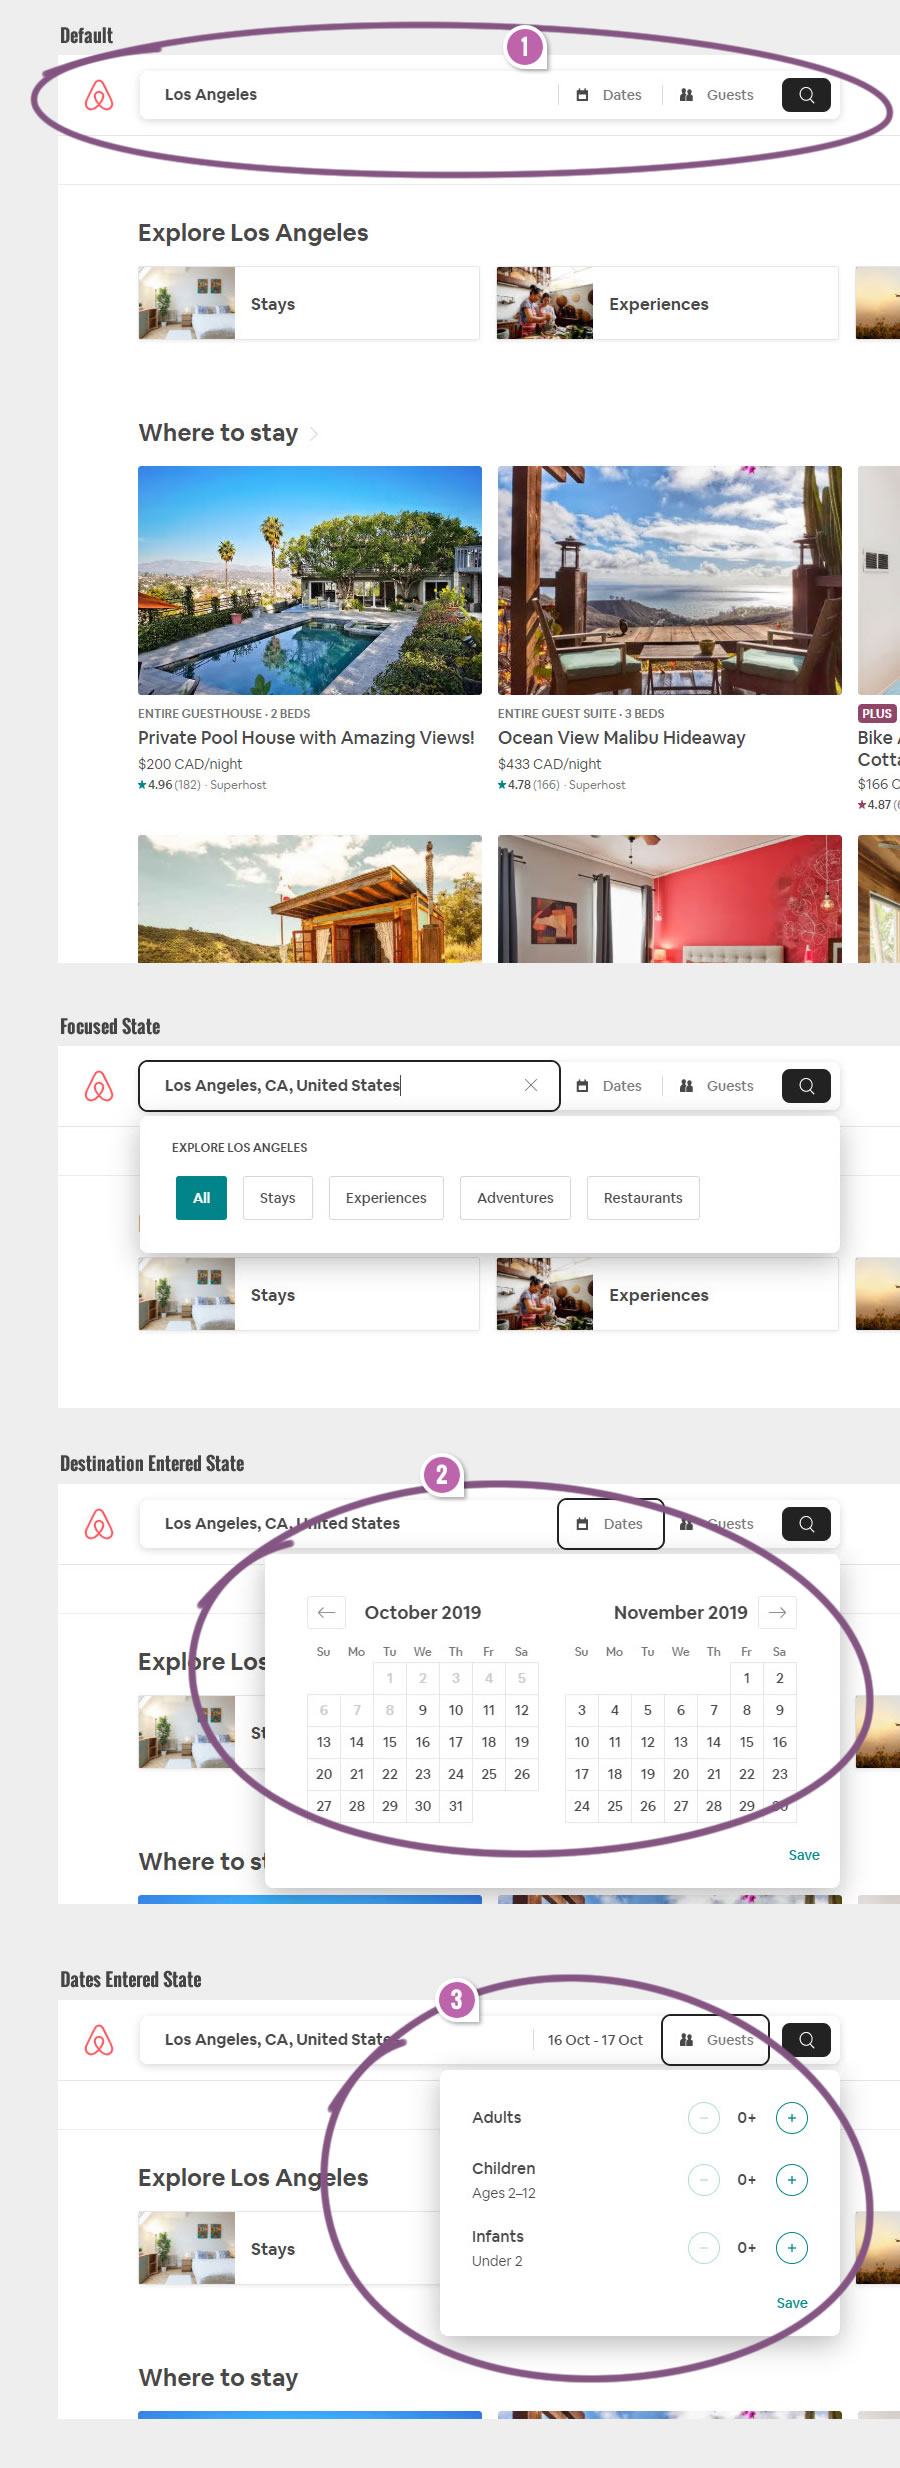 Default
1
Los Angeles Dates Guests
Explore Los Angeles
Stays Experiences
Where to stay
ENTIRE GUESTHOUSE · 2 BEDS ENTIRE GUEST SUITE · 3 BEDS PLUS
Private Pool House with Amazing Views! Ocean View Malibu Hideaway Bike
Cotta
$200 CAD/night $433 CAD/night $166 C
★4.96 (182) · Superhost ★4.78 (166) · Superhost ★4.87
Focused State
Los Angeles, CA, United States Dates Guests
EXPLORE LOS ANGELES
All Stays Experiences Adventures Restaurants
Stays Experiences
Destination Entered State
2
Los Angeles, CA, United States Dates Guests
October 2019 November 2019
Su Mo Tu We Th Fr Sa Su Mo Tu We Th Fr Sa
1 2 3 4 5 1 2
6 7 8 9 10 11 12 3 4 5 6 7 8 9
13 14 15 16 17 18 19 10 11 12 13 14 15 16
20 21 22 23 24 25 26 17 18 19 20 21 22 23
27 28 29 30 31 24 25 26 27 28 29 30
Explore Los
St
Save
Where to st
Dates Entered State
3
Los Angeles, CA, United State 16 Oct - 17 Oct Guests
Adults 0+
Children 0+
Ages 2–12
Infants 0+
Under 2
Save
Explore Los Angeles
Stays
Where to stay